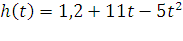 h(t) = 1,2 + 11t − 5t²